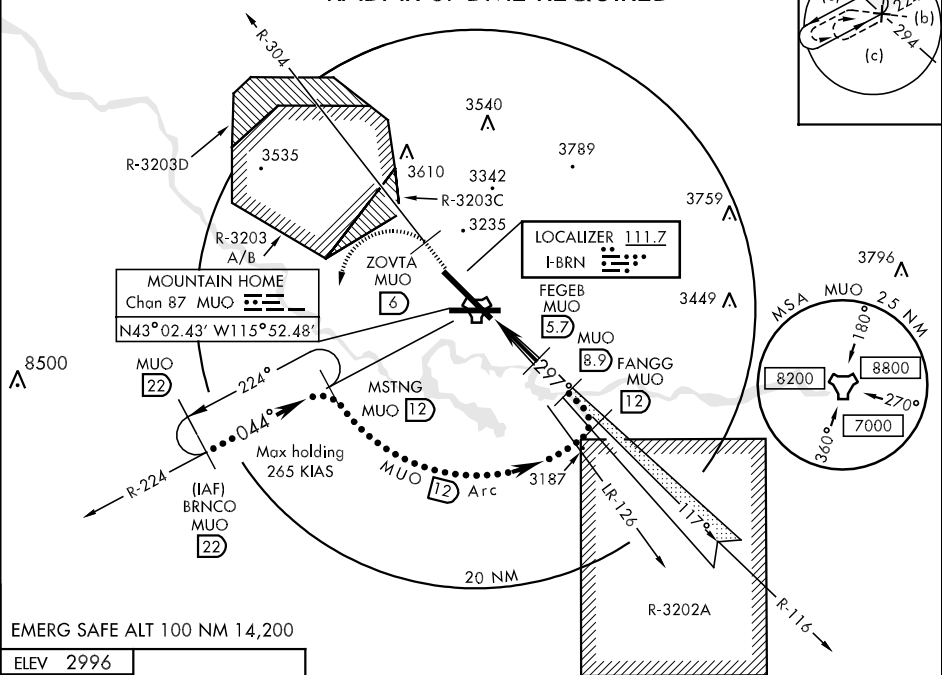 R-304
3540
3789
R-3203D
3535
3610
3342
R-3203C
3235
3759
R-3203
A/B
LOCALIZER 111.7
I-BRN
3796
MOUNTAIN HOME
Chan 87 MUO
N43° 02.43' W115° 52.48'
ZOVTA
MUO
6
FEGEB
MUO
5.7
3449
MSA MUO 25 NM
180°
8200
8800
270°
7000
360°
8500
MUO
22
224°
044°
MSTNG
MUO 12
MUO
8.9
297°
FANGG
MUO
12
Max holding
265 KIAS
MUO 12 Arc
3187
R-224
(IAF)
BRNCO
MUO
22
LR-126
117°
20 NM
R-3202A
R-116
EMERG SAFE ALT 100 NM 14,200
ELEV 2996
(b)
294
(c)